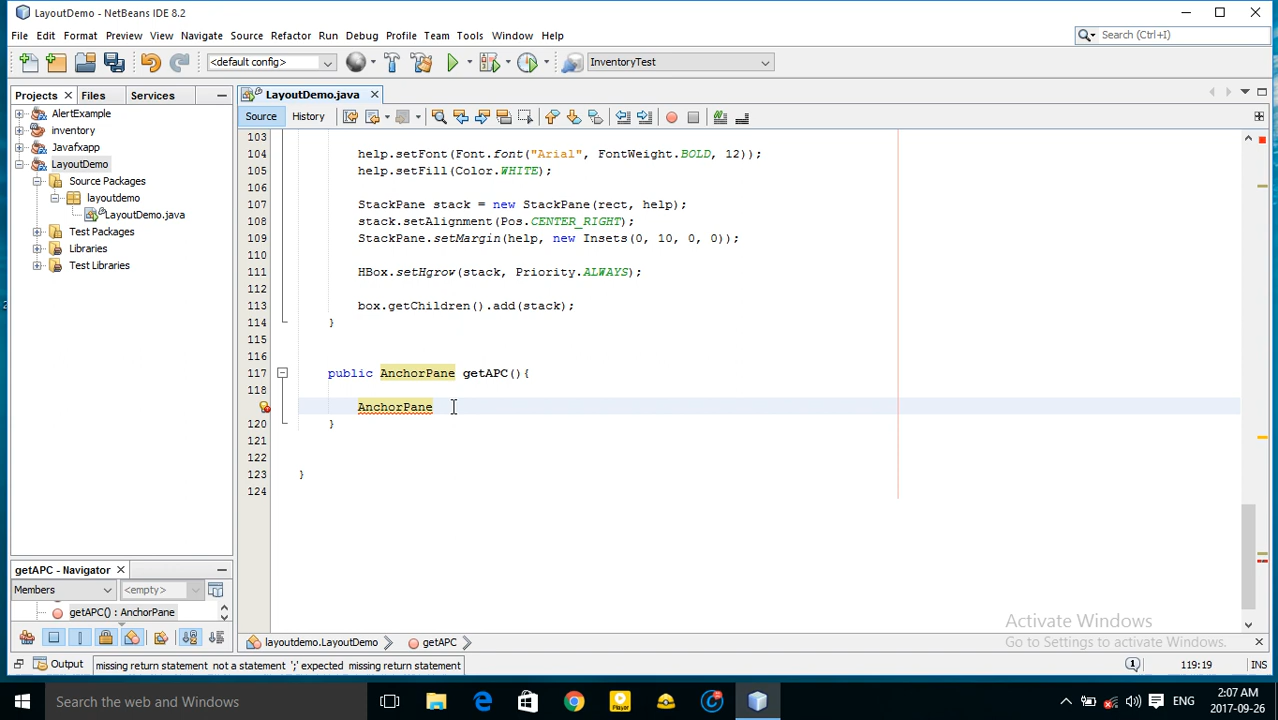 LayoutDemo - NetBeans IDE 8.2
File Edit Format Preview View Navigate Source Refactor Run Debug Profile Team Tools Window Help
Search (Ctrl+I)
<default config>
InventoryTest
Projects Files Services
LayoutDemo.java
AlertExample
inventory
Javafxapp
LayoutDemo
Source Packages
layoutdemo
LayoutDemo.java
Test Packages
Libraries
Test Libraries
Source History
103
104 help.setFont(Font.font("Arial", FontWeight.BOLD, 12));
105 help.setFill(Color.WHITE);
106
107 StackPane stack = new StackPane(rect, help);
108 stack.setAlignment(Pos.CENTER_RIGHT);
109 StackPane.setMargin(help, new Insets(0, 10, 0, 0));
110
111 HBox.setHgrow(stack, Priority.ALWAYS);
112
113 box.getChildren().add(stack);
114 }
115
116
117 public AnchorPane getAPC(){
118
AnchorPane
120 }
121
122
123 }
124
getAPC - Navigator
Members <empty>
getAPC() : AnchorPane
layoutdemo.LayoutDemo getAPC
Output missing return statement not a statement ';' expected missing return statement
1 119:19 INS
Activate Windows
Go to Settings to activate Windows.
Search the web and Windows
Player
ENG
2:07 AM
2017-09-26